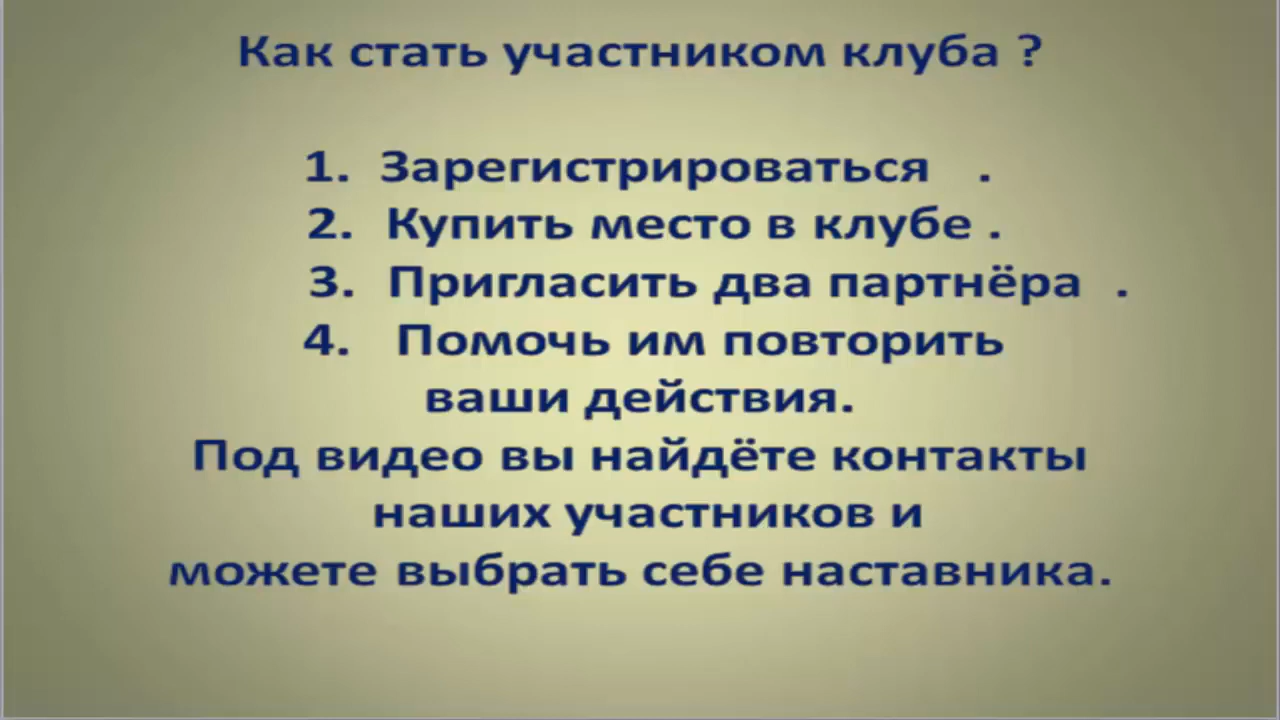 Как стать участником клуба ?
1. Зарегистрироваться .
2. Купить место в клубе .
3. Пригласить два партнёра .
4. Помочь им повторить
ваши действия.
Под видео вы найдёте контакты
наших участников и
можете выбрать себе наставника.